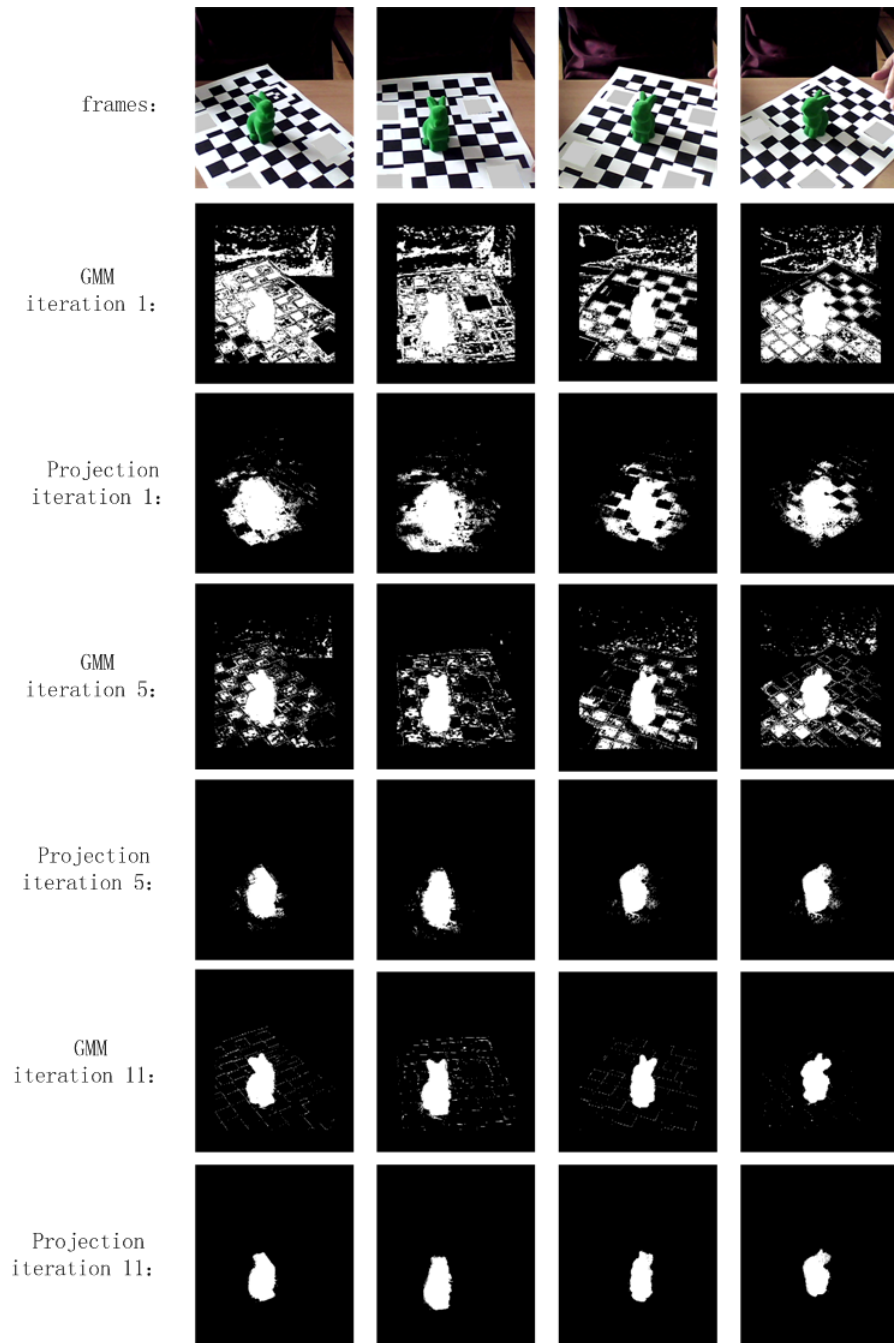 frames:
GMM
iteration 1:
Projection
iteration 1:
GMM
iteration 5:
Projection
iteration 5:
GMM
iteration 11:
Projection
iteration 11: